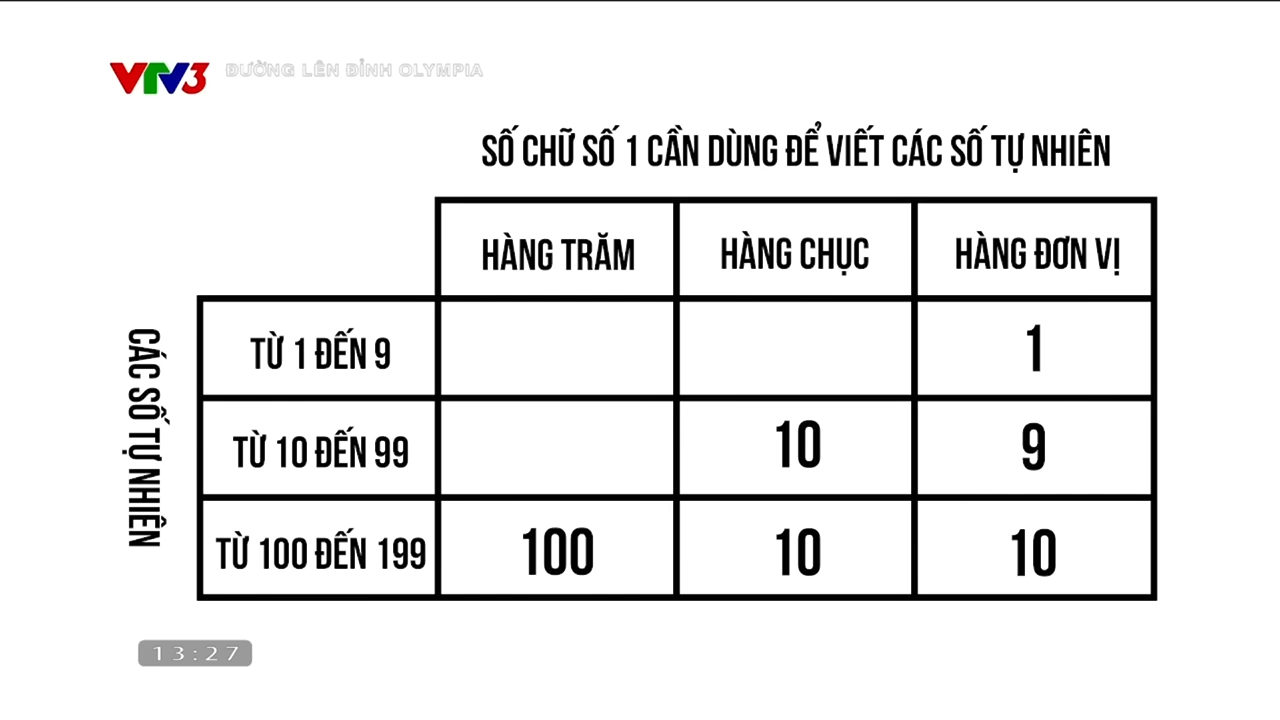 VTV3 ĐƯỜNG LÊN ĐỈNH OLYMPIA
SỐ CHỮ SỐ 1 CẦN DÙNG ĐỂ VIẾT CÁC SỐ TỰ NHIÊN
HÀNG TRĂM HÀNG CHỤC HÀNG ĐƠN VỊ
CÁC SỐ TỰ NHIÊN
TỪ 1 ĐẾN 9 1
TỪ 10 ĐẾN 99 10 9
TỪ 100 ĐẾN 199 100 10 10
13:27